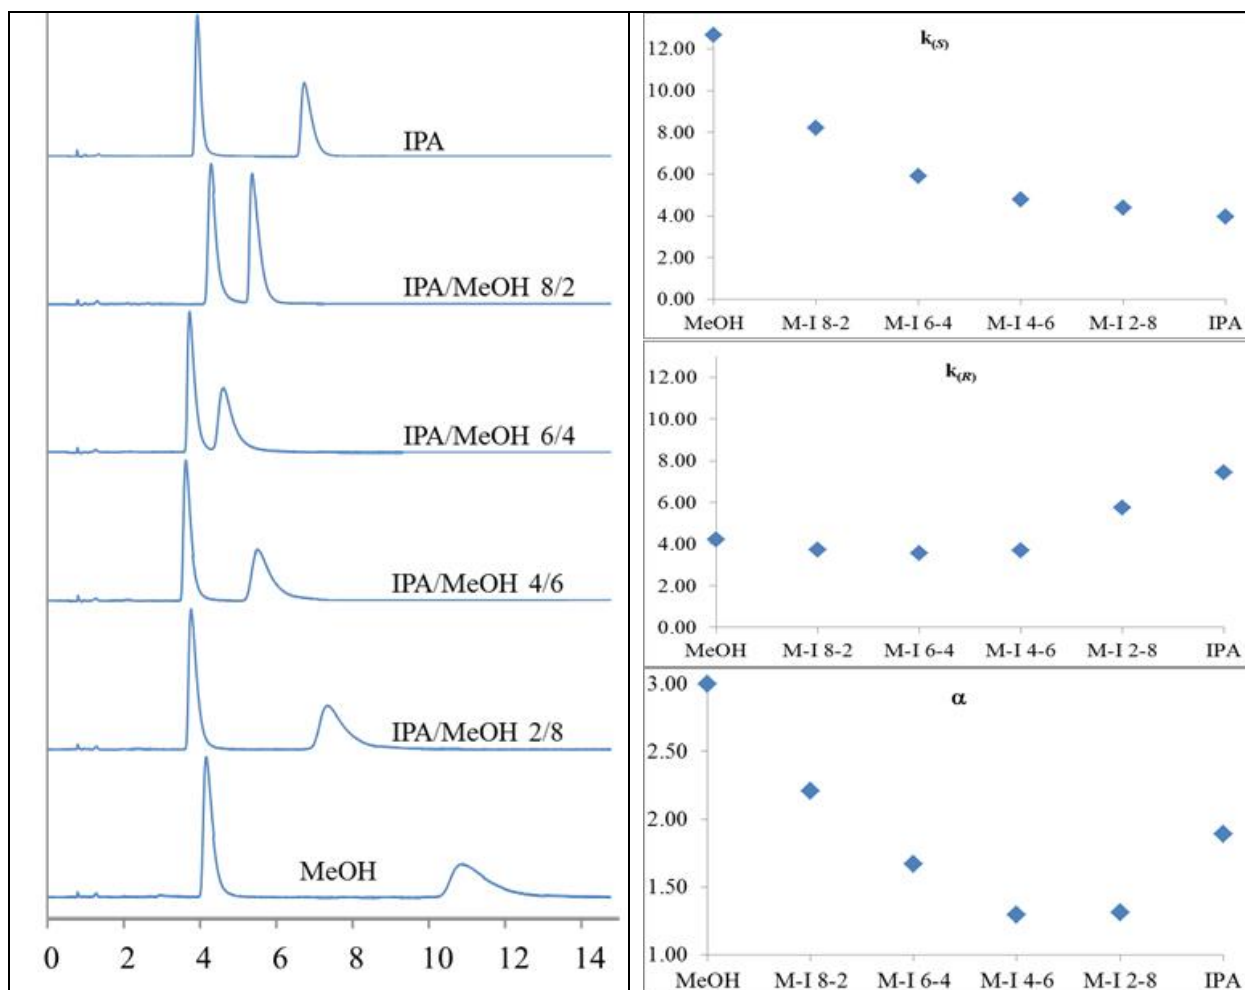 IPA
IPA/MeOH 8/2
IPA/MeOH 6/4
IPA/MeOH 4/6
IPA/MeOH 2/8
MeOH
0 2 4 6 8 10 12 14
k(S)
12.00
10.00
8.00
6.00
4.00
2.00
0.00
MeOH M-I 8-2 M-I 6-4 M-I 4-6 M-I 2-8 IPA
k(R)
12.00
10.00
8.00
6.00
4.00
2.00
0.00
MeOH M-I 8-2 M-I 6-4 M-I 4-6 M-I 2-8 IPA
α
3.00
2.50
2.00
1.50
1.00
MeOH M-I 8-2 M-I 6-4 M-I 4-6 M-I 2-8 IPA